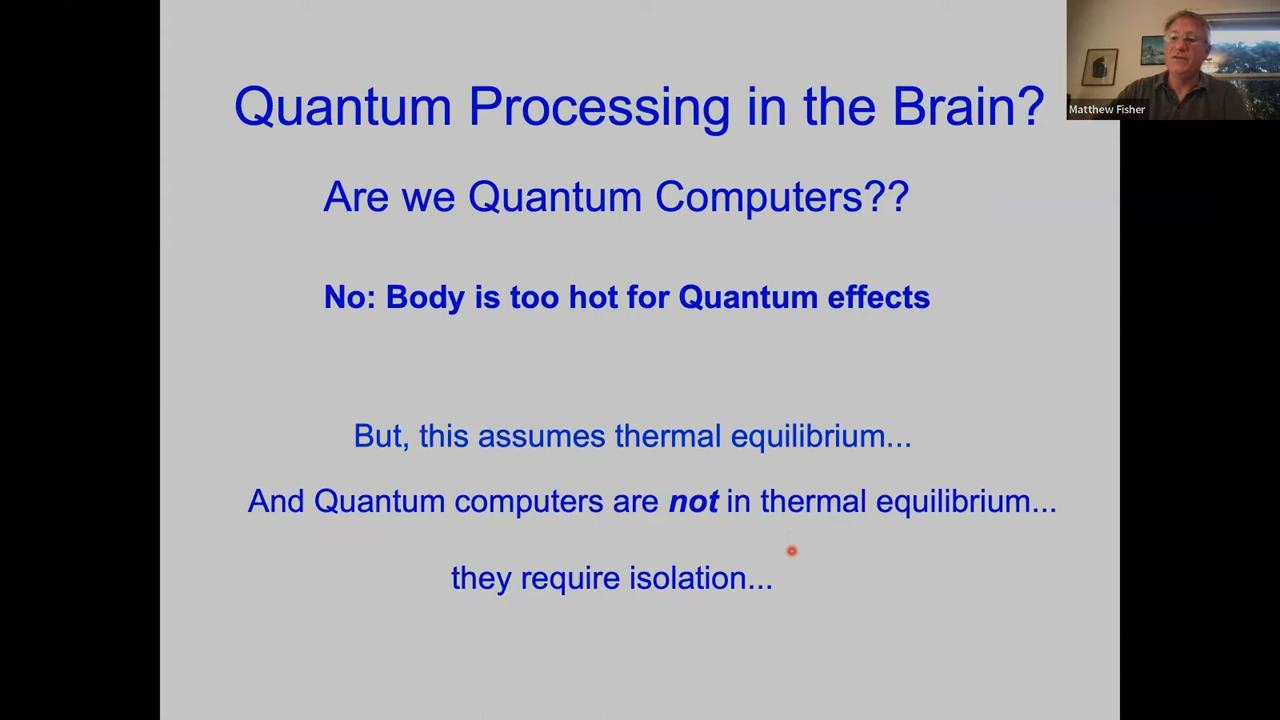 Quantum Processing in the Brain?
Matthew Fisher
Are we Quantum Computers??
No: Body is too hot for Quantum effects
But, this assumes thermal equilibrium...
And Quantum computers are not in thermal equilibrium...
they require isolation...